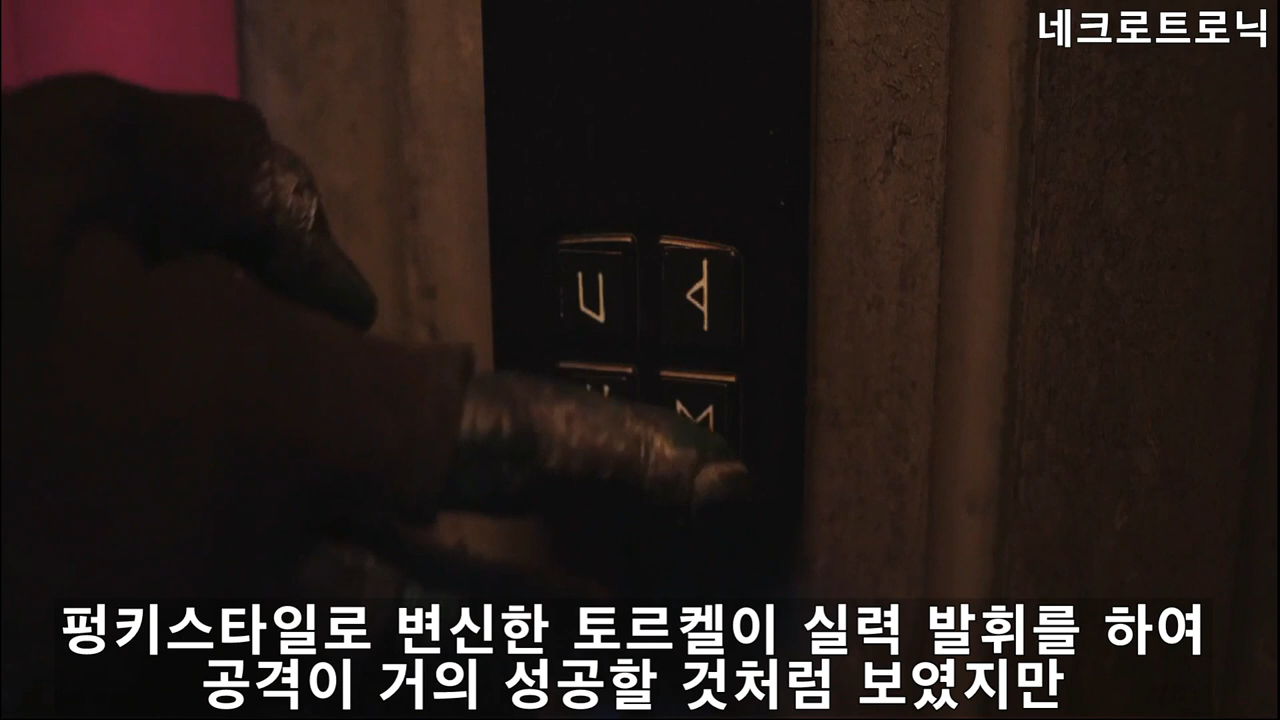 네크로트로닉
펑키스타일로 변신한 토르켈이 실력 발휘를 하여
공격이 거의 성공할 것처럼 보였지만